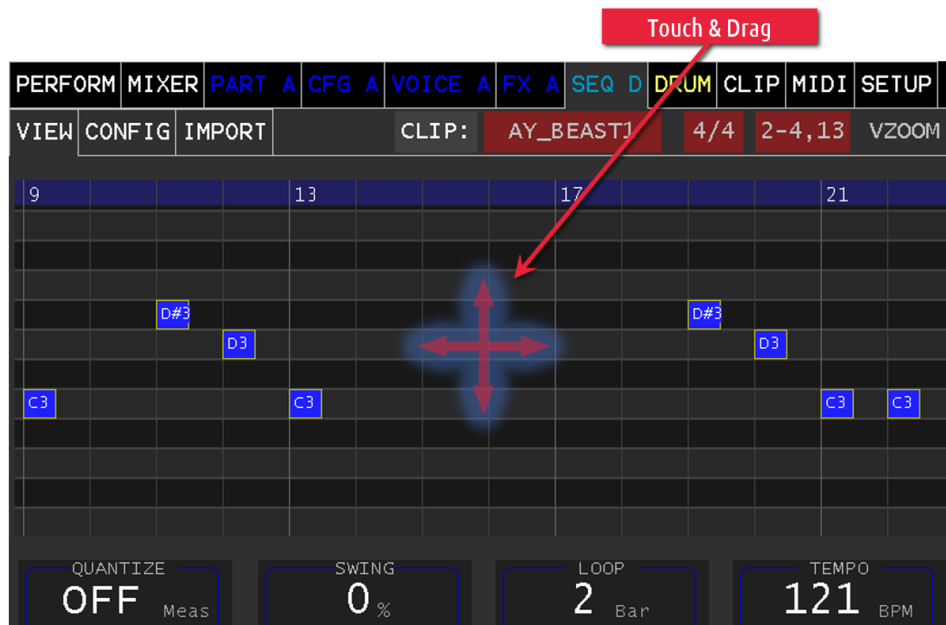 Touch & Drag
PERFORM MIXER PART A CFG A VOICE A FX A SEQ D DRUM CLIP MIDI SETUP
VIEW CONFIG IMPORT CLIP: AY_BEAST1 4/4 2-4,13 VZOOM
9 13 17 21
D#3 D#3
D3 D3
C3 C3 C3 C3
QUANTIZE SWING LOOP TEMPO
OFF Meas 0 % 2 Bar 121 BPM